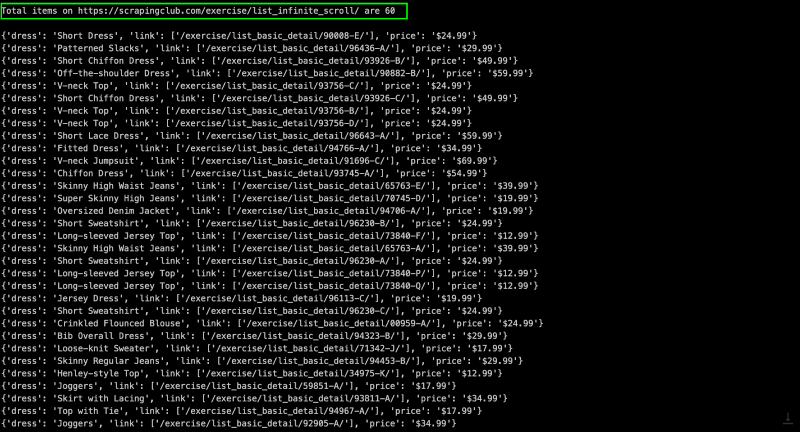 Total items on https://scrapingclub.com/exercise/list_infinite_scroll/ are 60
{'dress': 'Short Dress', 'link': ['/exercise/list_basic_detail/90008-E/'], 'price': '$24.99'}
{'dress': 'Patterned Slacks', 'link': ['/exercise/list_basic_detail/96436-A/'], 'price': '$29.99'}
{'dress': 'Short Chiffon Dress', 'link': ['/exercise/list_basic_detail/93926-B/'], 'price': '$49.99'}
{'dress': 'Off-the-shoulder Dress', 'link': ['/exercise/list_basic_detail/90882-B/'], 'price': '$59.99'}
{'dress': 'V-neck Top', 'link': ['/exercise/list_basic_detail/93756-C/'], 'price': '$24.99'}
{'dress': 'Short Chiffon Dress', 'link': ['/exercise/list_basic_detail/93926-C/'], 'price': '$49.99'}
{'dress': 'V-neck Top', 'link': ['/exercise/list_basic_detail/93756-B/'], 'price': '$24.99'}
{'dress': 'V-neck Top', 'link': ['/exercise/list_basic_detail/93756-D/'], 'price': '$24.99'}
{'dress': 'Short Lace Dress', 'link': ['/exercise/list_basic_detail/96643-A/'], 'price': '$59.99'}
{'dress': 'Fitted Dress', 'link': ['/exercise/list_basic_detail/94766-A/'], 'price': '$34.99'}
{'dress': 'V-neck Jumpsuit', 'link': ['/exercise/list_basic_detail/91696-C/'], 'price': '$69.99'}
{'dress': 'Chiffon Dress', 'link': ['/exercise/list_basic_detail/93745-A/'], 'price': '$54.99'}
{'dress': 'Skinny High Waist Jeans', 'link': ['/exercise/list_basic_detail/65763-E/'], 'price': '$39.99'}
{'dress': 'Super Skinny High Jeans', 'link': ['/exercise/list_basic_detail/70745-D/'], 'price': '$19.99'}
{'dress': 'Oversized Denim Jacket', 'link': ['/exercise/list_basic_detail/94706-A/'], 'price': '$19.99'}
{'dress': 'Short Sweatshirt', 'link': ['/exercise/list_basic_detail/96230-B/'], 'price': '$24.99'}
{'dress': 'Long-sleeved Jersey Top', 'link': ['/exercise/list_basic_detail/73840-F/'], 'price': '$12.99'}
{'dress': 'Skinny High Waist Jeans', 'link': ['/exercise/list_basic_detail/65763-A/'], 'price': '$39.99'}
{'dress': 'Short Sweatshirt', 'link': ['/exercise/list_basic_detail/96230-A/'], 'price': '$24.99'}
{'dress': 'Long-sleeved Jersey Top', 'link': ['/exercise/list_basic_detail/73840-P/'], 'price': '$12.99'}
{'dress': 'Long-sleeved Jersey Top', 'link': ['/exercise/list_basic_detail/73840-Q/'], 'price': '$12.99'}
{'dress': 'Jersey Dress', 'link': ['/exercise/list_basic_detail/96113-C/'], 'price': '$19.99'}
{'dress': 'Short Sweatshirt', 'link': ['/exercise/list_basic_detail/96230-C/'], 'price': '$24.99'}
{'dress': 'Crinkled Flounced Blouse', 'link': ['/exercise/list_basic_detail/00959-A/'], 'price': '$24.99'}
{'dress': 'Bib Overall Dress', 'link': ['/exercise/list_basic_detail/94323-B/'], 'price': '$29.99'}
{'dress': 'Loose-knit Sweater', 'link': ['/exercise/list_basic_detail/71342-J/'], 'price': '$17.99'}
{'dress': 'Skinny Regular Jeans', 'link': ['/exercise/list_basic_detail/94453-B/'], 'price': '$29.99'}
{'dress': 'Henley-style Top', 'link': ['/exercise/list_basic_detail/34975-K/'], 'price': '$12.99'}
{'dress': 'Joggers', 'link': ['/exercise/list_basic_detail/59851-A/'], 'price': '$17.99'}
{'dress': 'Skirt with Lacing', 'link': ['/exercise/list_basic_detail/93811-A/'], 'price': '$34.99'}
{'dress': 'Top with Tie', 'link': ['/exercise/list_basic_detail/94967-A/'], 'price': '$17.99'}
{'dress': 'Joggers', 'link': ['/exercise/list_basic_detail/92905-A/'], 'price': '$34.99'}